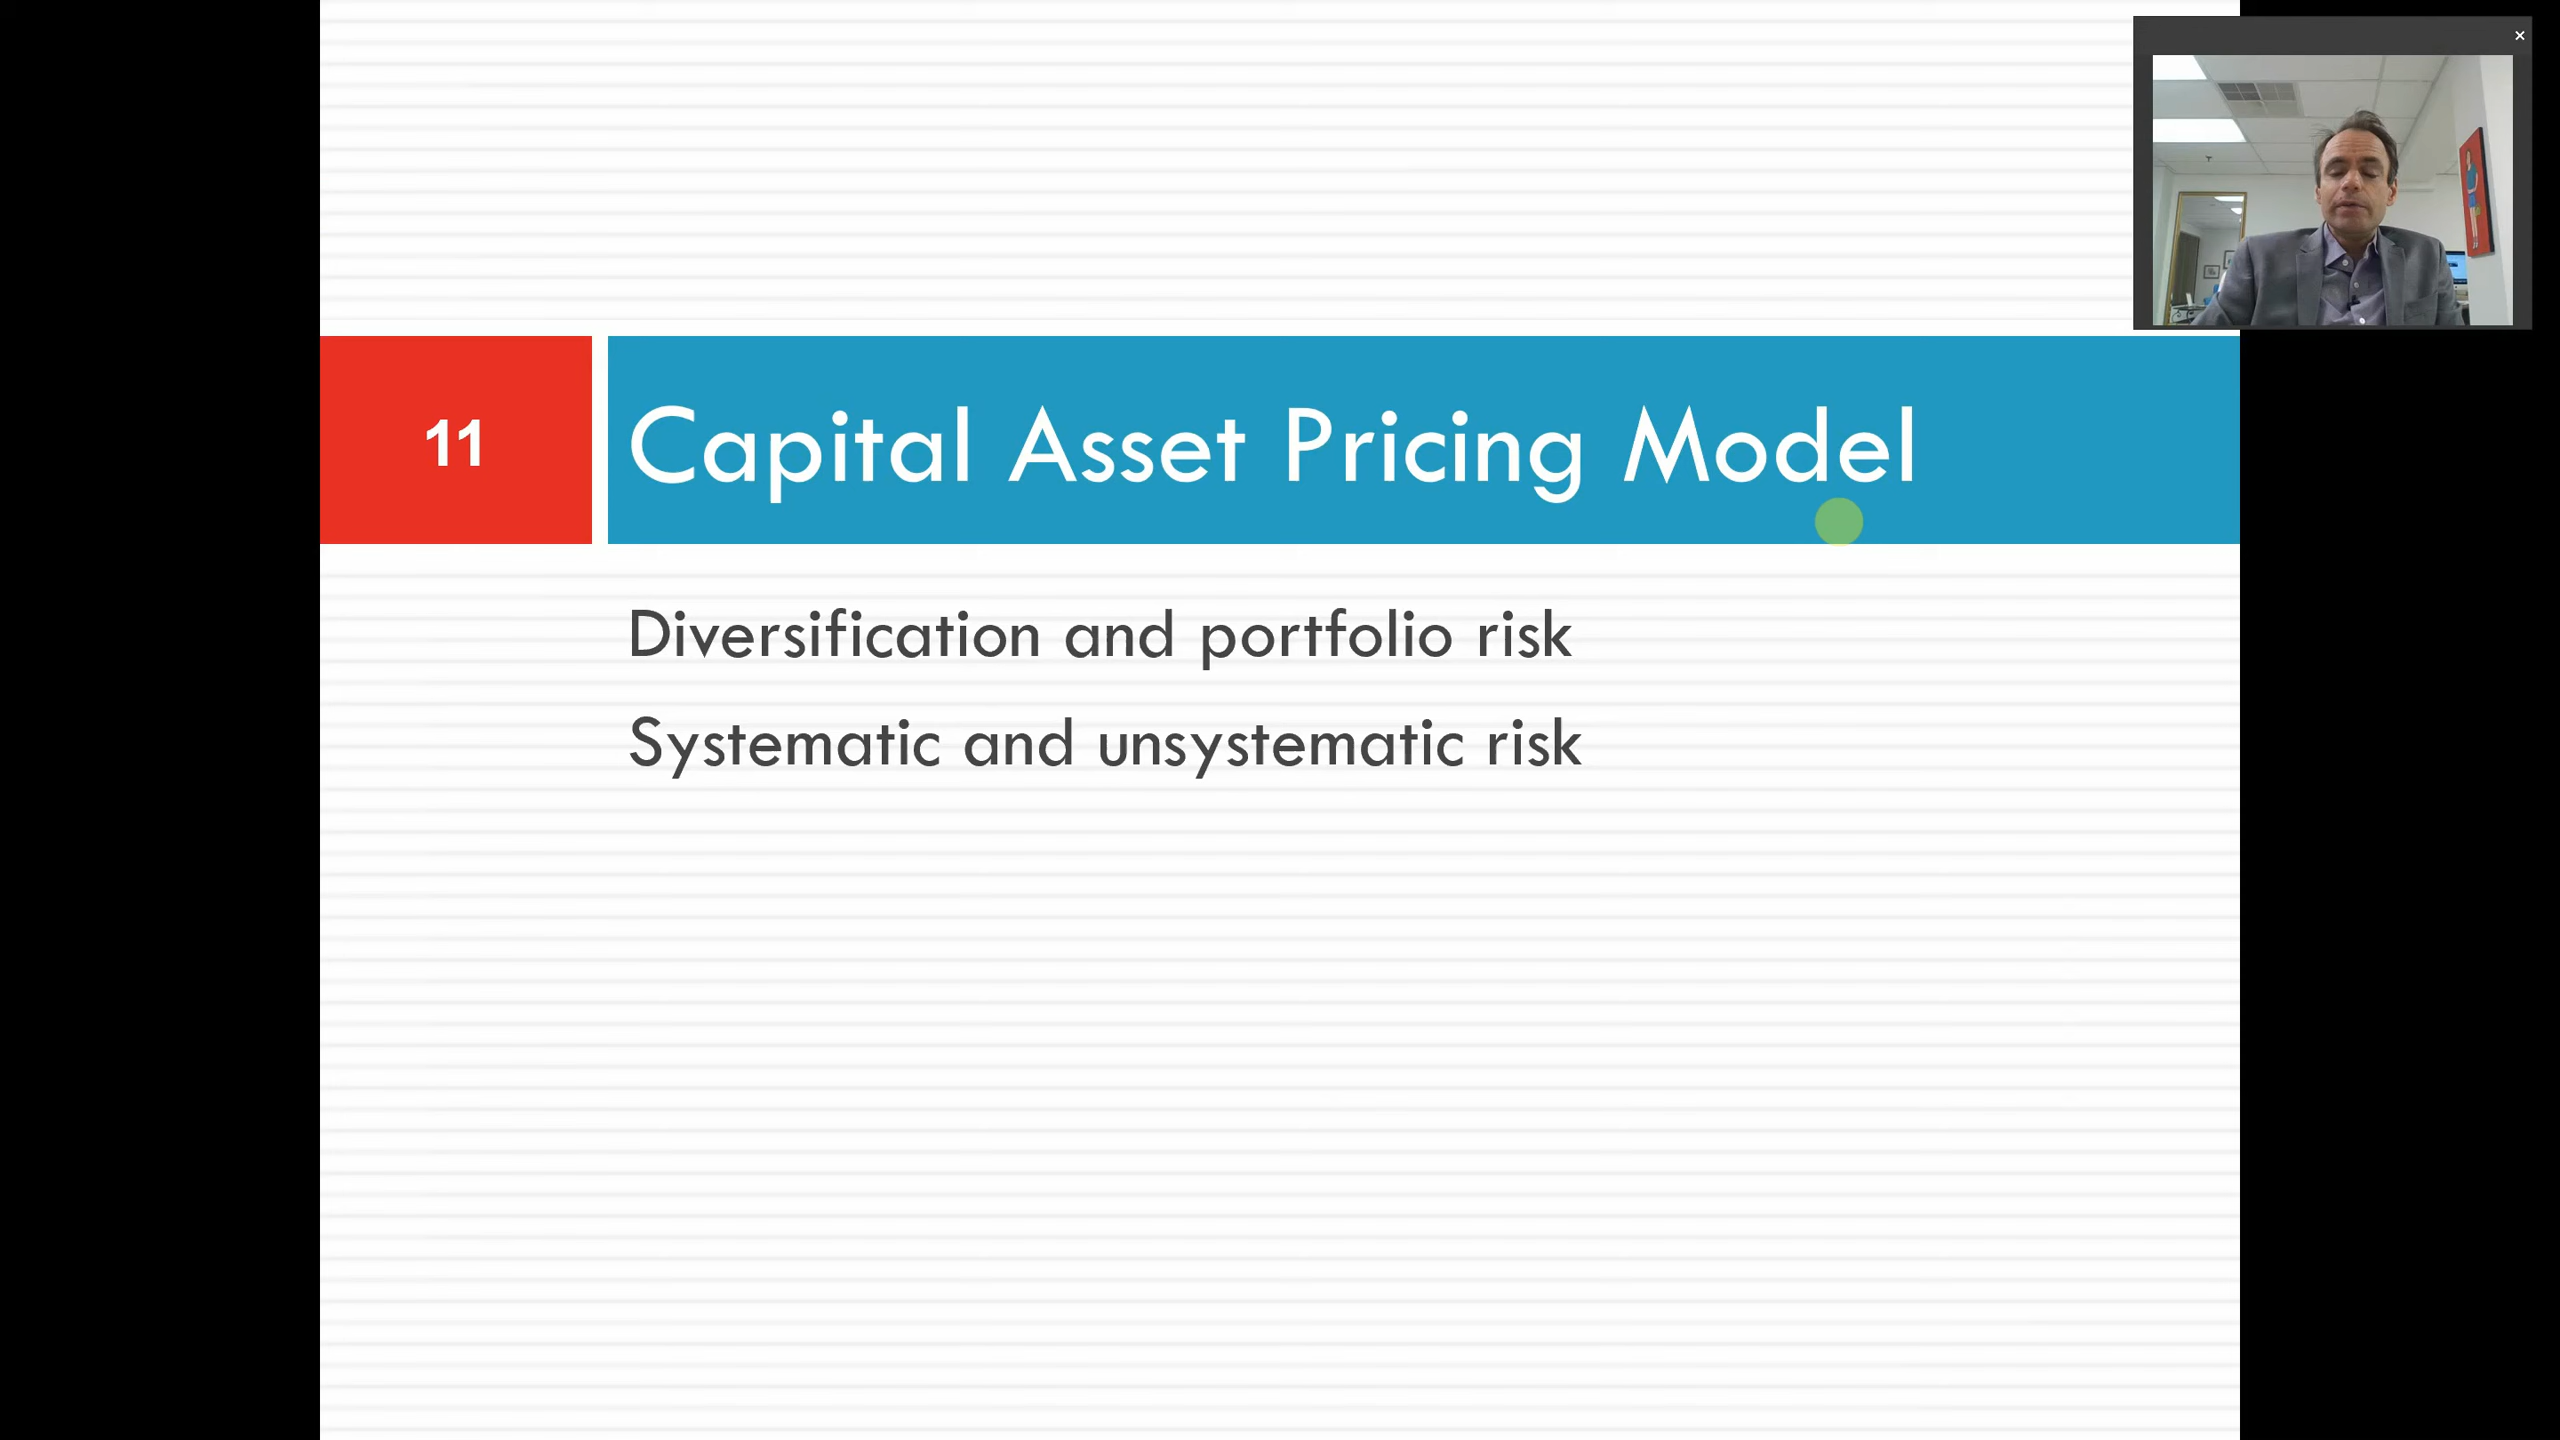 11
Capital Asset Pricing Model
Diversification and portfolio risk
Systematic and unsystematic risk